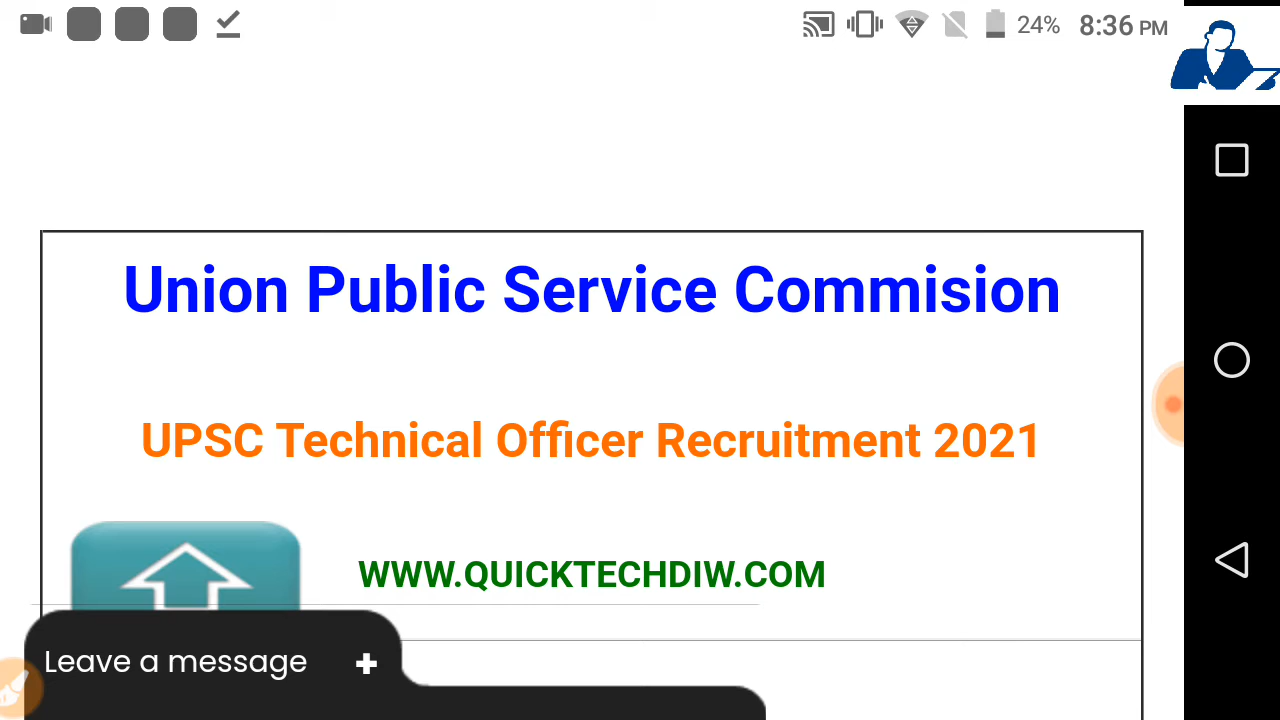 24% 8:36 PM
Union Public Service Commision
UPSC Technical Officer Recruitment 2021
WWW.QUICKTECHDIW.COM
Leave a message +